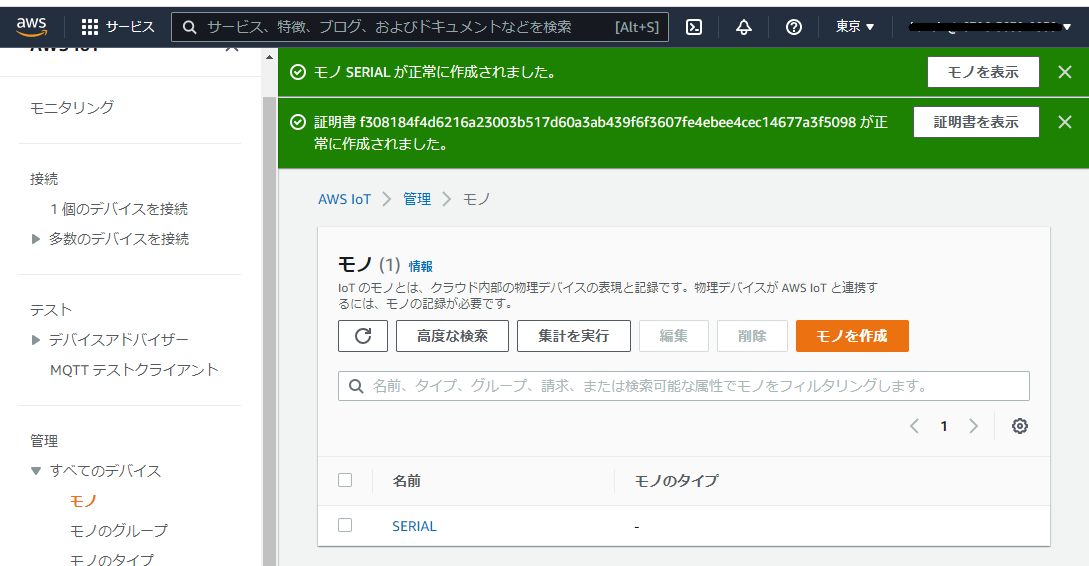 aws
サービス
サービス、特徴、ブログ、およびドキュメントなどを検索
[Alt+S]
東京
AWS IoT
モニタリング
接続
1 個のデバイスを接続
多数のデバイスを接続
テスト
デバイスアドバイザー
MQTT テストクライアント
管理
すべてのデバイス
モノ
モノのグループ
モノのタイプ
モノ SERIAL が正常に作成されました。
モノを表示
証明書 f308184f4d6216a23003b517d60a3ab439f6f3607fe4ebee4cec14677a3f5098 が正
常に作成されました。
証明書を表示
AWS IoT
管理
モノ
モノ (1) 情報
IoT のモノとは、クラウド内部の物理デバイスの表現と記録です。物理デバイスが AWS IoT と連携す
るには、モノの記録が必要です。
高度な検索
集計を実行
編集
削除
モノを作成
名前、タイプ、グループ、請求、または検索可能な属性でモノをフィルタリングします。
1
名前
モノのタイプ
SERIAL
-